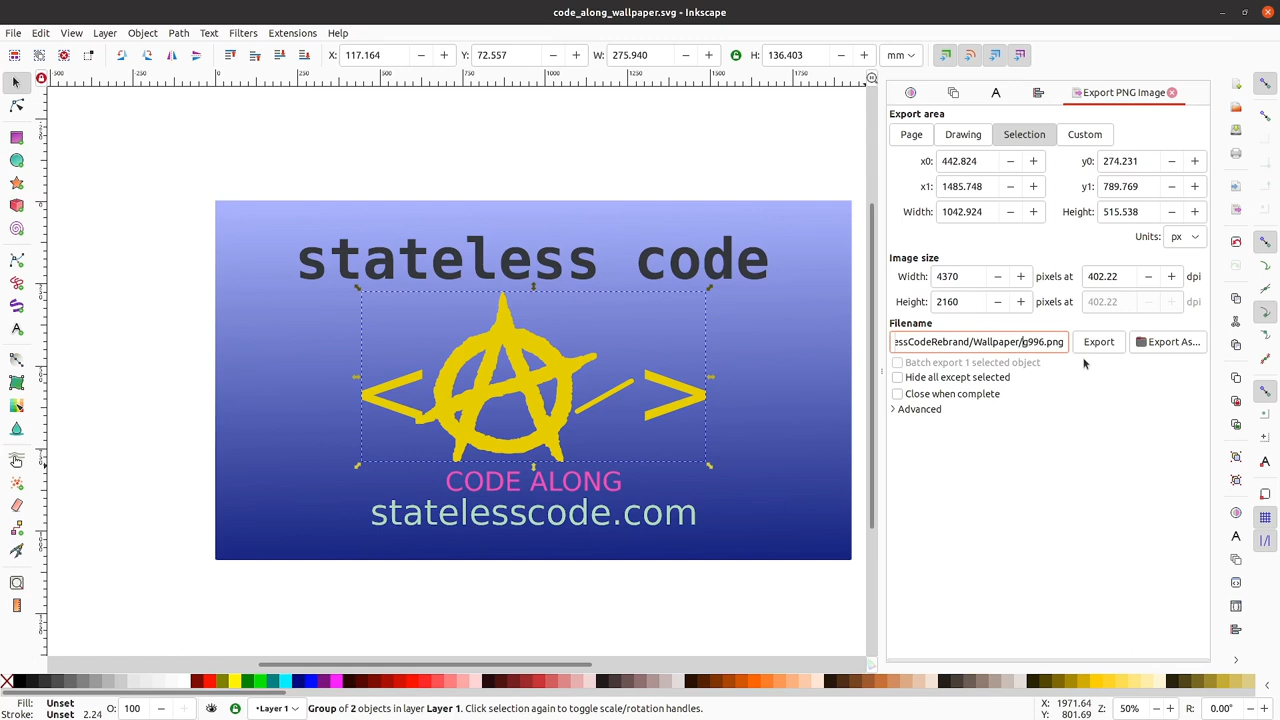 code_along_wallpaper.svg - Inkscape
File Edit View Layer Object Path Text Filters Extensions Help
X: 117.164 − + Y: 72.557 − + W: 275.940 − + H: 136.403 − + mm
Export PNG Image
Export area
Page Drawing Selection Custom
x0: 442.824 − + y0: 274.231 − +
x1: 1485.748 − + y1: 789.769 − +
Width: 1042.924 − + Height: 515.538 − +
Units: px
Image size
Width: 4370 − + pixels at 402.22 − + dpi
Height: 2160 − + pixels at 402.22 − + dpi
Filename
essCodeRebrand/Wallpaper/g996.png Export Export As...
Batch export 1 selected object
Hide all except selected
Close when complete
Advanced
stateless code
<A/>
CODE ALONG
statelesscode.com
Fill: Unset
Stroke: Unset 2.24
O: 100 − +
Layer 1
Group of 2 objects in layer Layer 1. Click selection again to toggle scale/rotation handles.
X: 1971.64
Y: 801.69
Z: 50% − + R: 0.00° − +